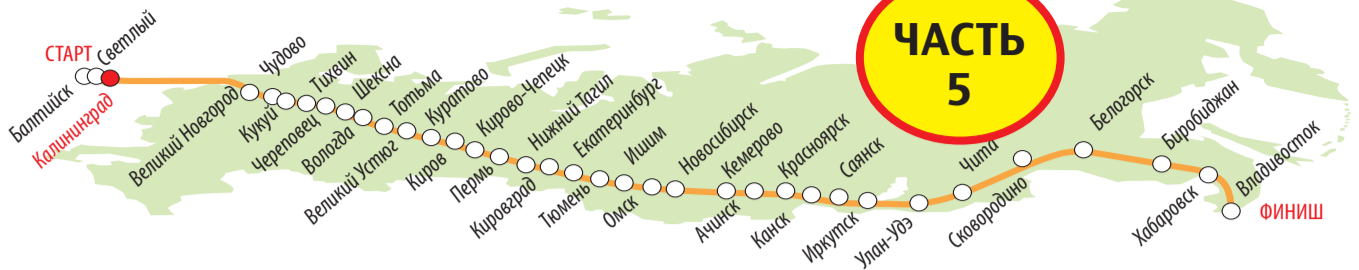 СТАРТ
Балтийск
Светлый
Калининград
Великий Новгород
Чудово
Кукуй
Тихвин
Череповец
Шексна
Вологда
Тотьма
Великий Устюг
Куратово
Киров
Кирово-Чепецк
Пермь
Нижний Тагил
Кировград
Екатеринбург
Тюмень
Ишим
Омск
Новосибирск
Ачинск
Кемерово
Канск
Красноярск
Иркутск
Саянск
Улан-Удэ
Чита
Сковородино
Белогорск
Биробиджан
Хабаровск
Владивосток
ФИНИШ
ЧАСТЬ
5